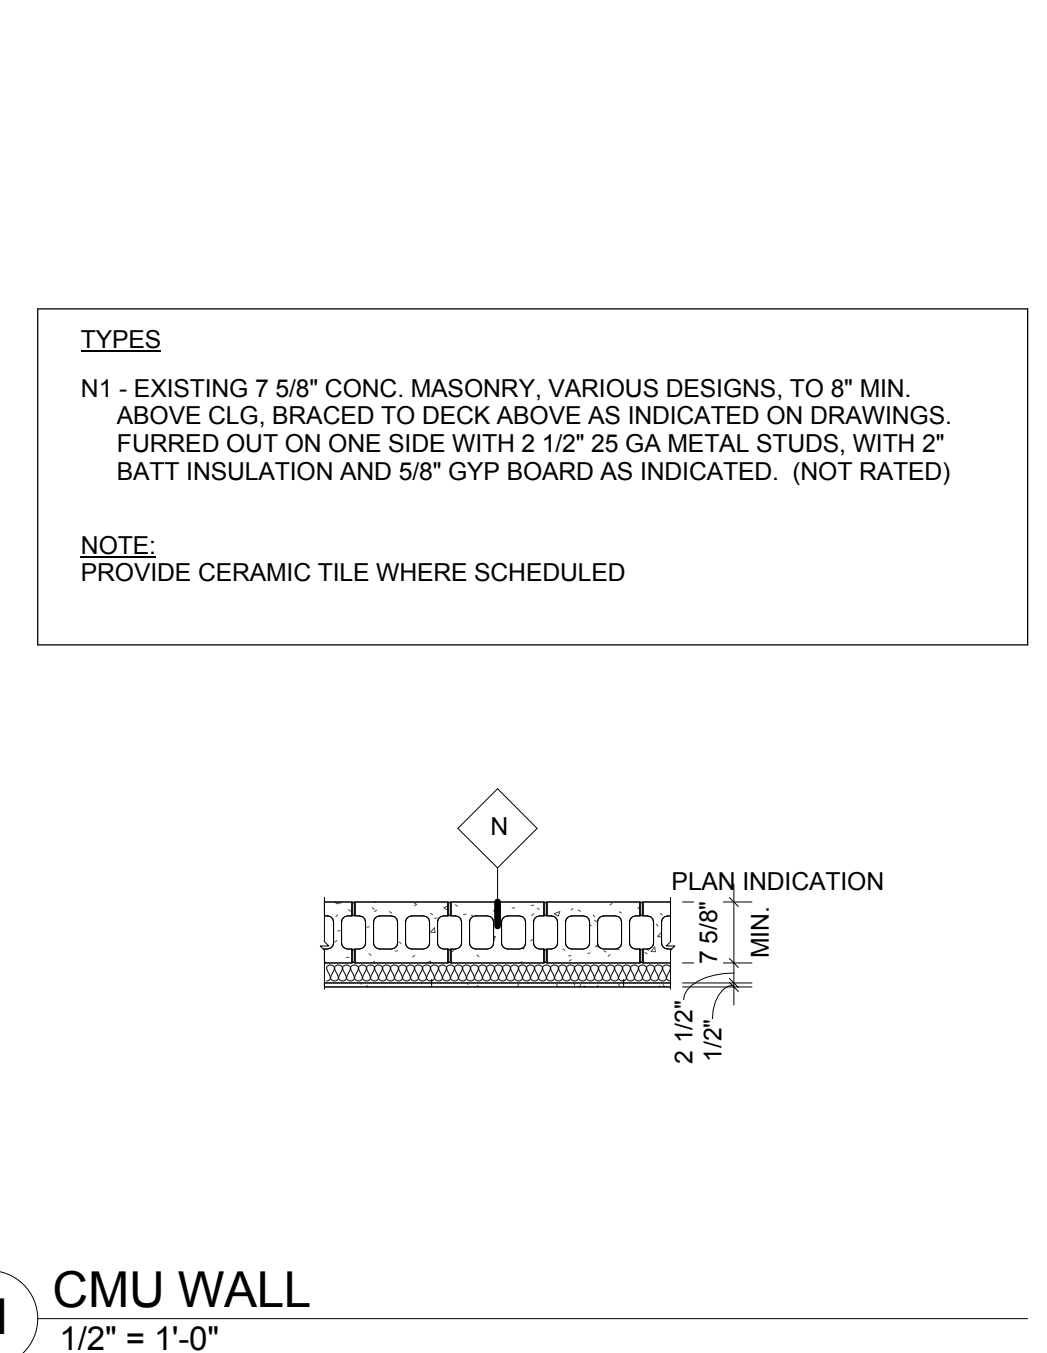 TYPES
N1 - EXISTING 7 5/8" CONC. MASONRY, VARIOUS DESIGNS, TO 8" MIN.
ABOVE CLG, BRACED TO DECK ABOVE AS INDICATED ON DRAWINGS.
FURRED OUT ON ONE SIDE WITH 2 1/2" 25 GA METAL STUDS, WITH 2"
BATT INSULATION AND 5/8" GYP BOARD AS INDICATED. (NOT RATED)
NOTE:
PROVIDE CERAMIC TILE WHERE SCHEDULED
N
PLAN INDICATION
7 5/8"
MIN.
2 1/2"
1/2"
CMU WALL
1/2" = 1'-0"